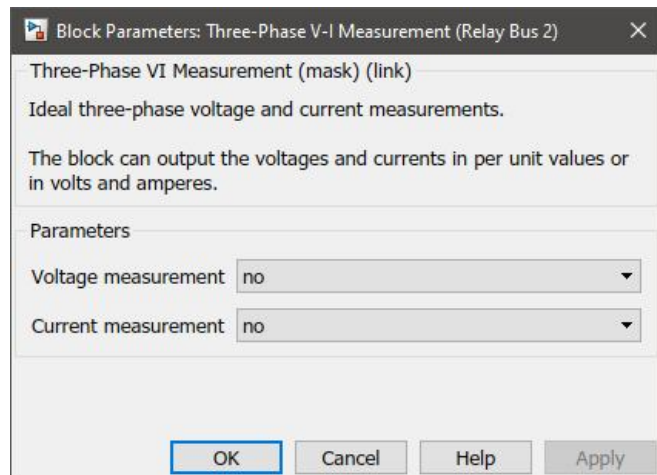 Block Parameters: Three-Phase V-I Measurement (Relay Bus 2)
Three-Phase VI Measurement (mask) (link)
Ideal three-phase voltage and current measurements.
The block can output the voltages and currents in per unit values or
in volts and amperes.
Parameters
Voltage measurement no
Current measurement no
OK Cancel Help Apply